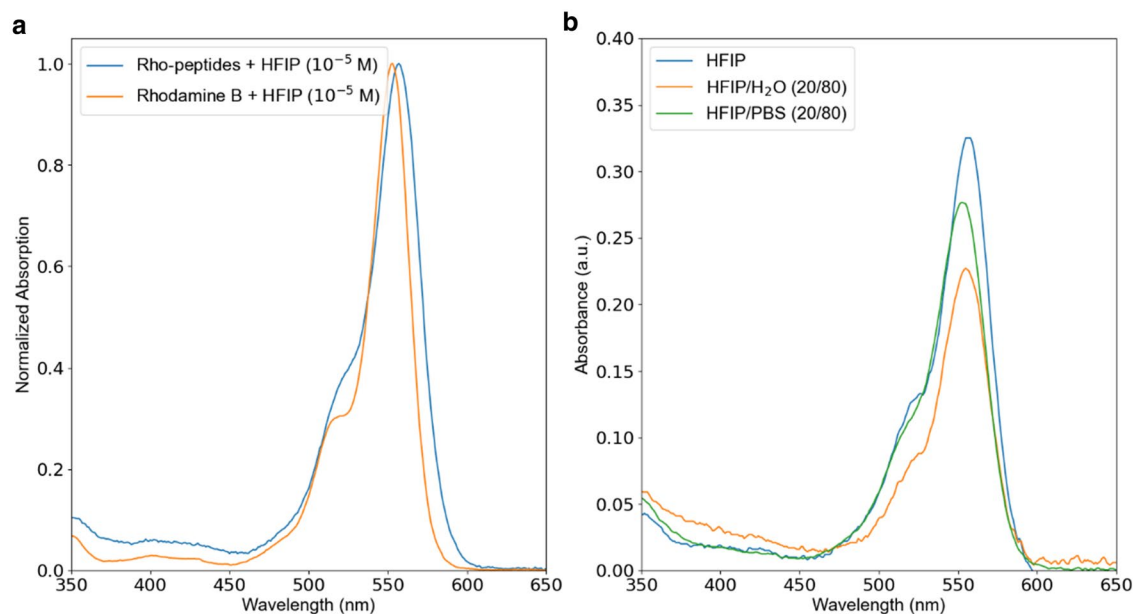 a
Rho-peptides + HFIP (10⁻⁵ M)
Rhodamine B + HFIP (10⁻⁵ M)
Normalized Absorption
1.0
0.8
0.6
0.4
0.2
0.0
350 400 450 500 550 600 650
Wavelength (nm)
b
HFIP
HFIP/H₂O (20/80)
HFIP/PBS (20/80)
Absorbance (a.u.)
0.40
0.35
0.30
0.25
0.20
0.15
0.10
0.05
0.00
350 400 450 500 550 600 650
Wavelength (nm)